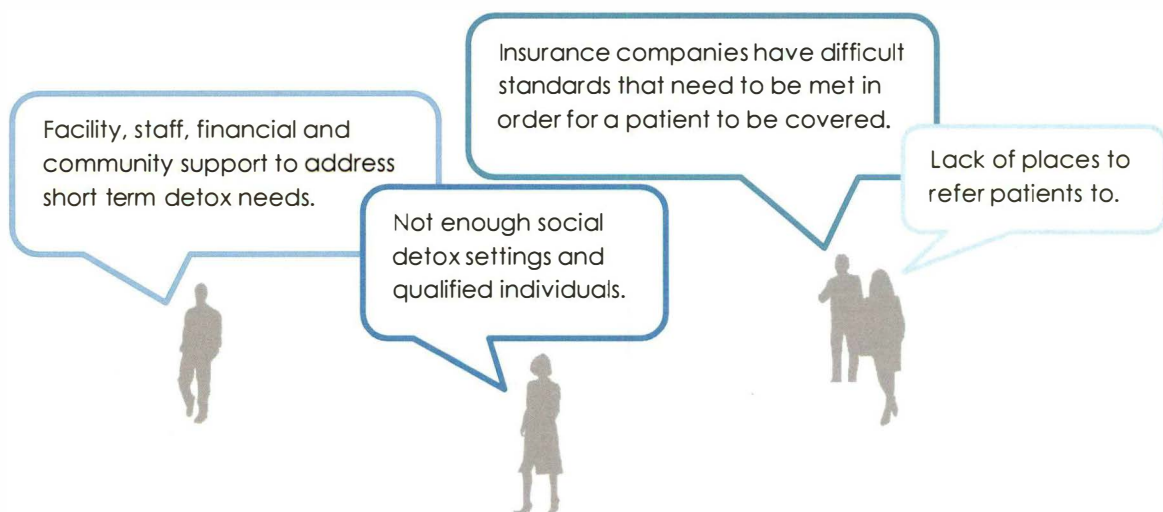 Facility, staff, financial and
community support to address
short term detox needs.
Not enough social
detox settings and
qualified individuals.
Insurance companies have difficult
standards that need to be met in
order for a patient to be covered.
Lack of places to
refer patients to.